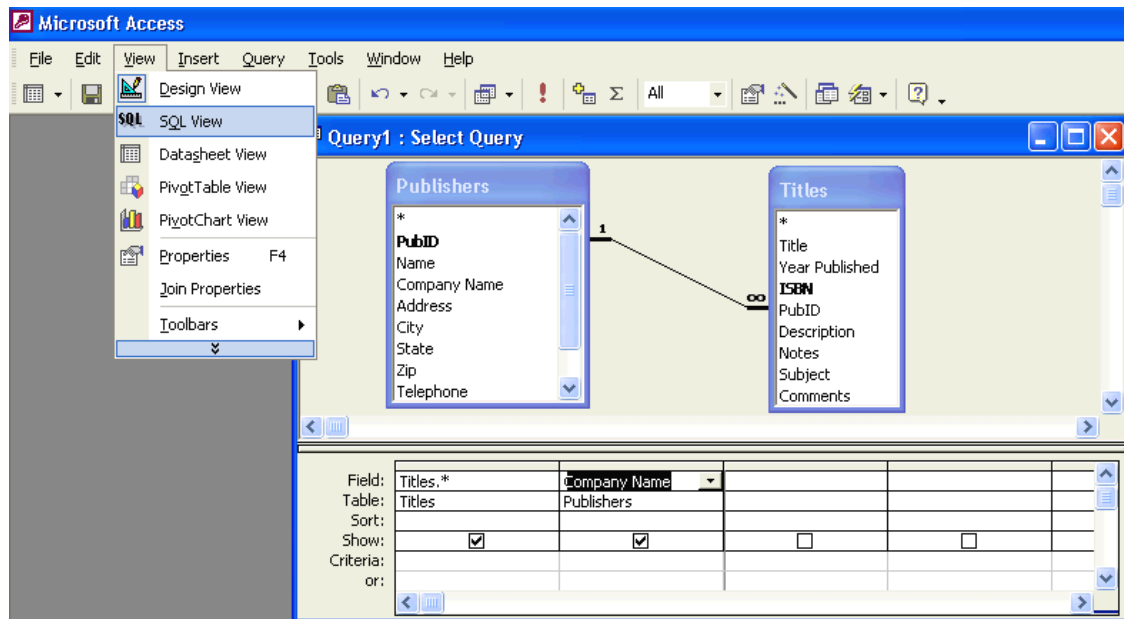 Microsoft Access
File Edit View Insert Query Tools Window Help
All
Design View
SQL SQL View
Datasheet View
PivotTable View
PivotChart View
Properties F4
Join Properties
Toolbars
Query1 : Select Query
Publishers
*
PubID
Name
Company Name
Address
City
State
Zip
Telephone
1
∞
Titles
*
Title
Year Published
ISBN
PubID
Description
Notes
Subject
Comments
Field: Titles.* Company Name
Table: Titles Publishers
Sort:
Show:
Criteria:
or: